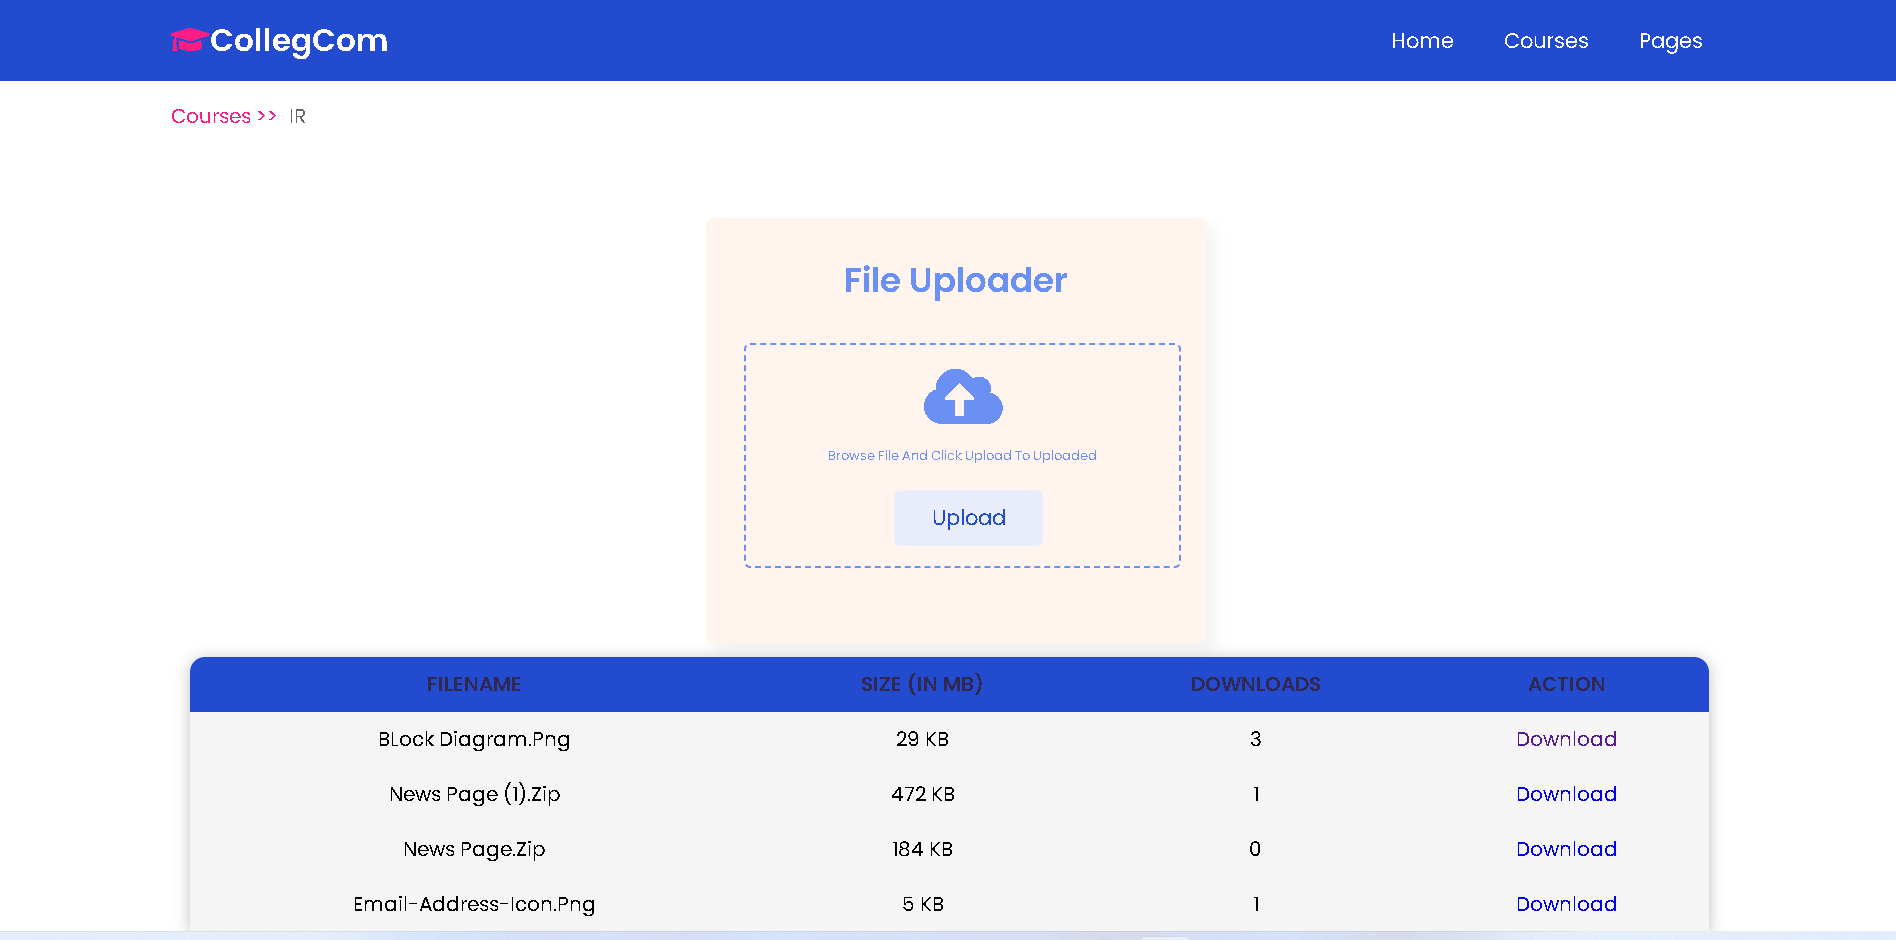 CollegCom Home Courses Pages
Courses >> IR
File Uploader
Browse File And Click Upload To Uploaded
Upload
FILENAME SIZE (IN MB) DOWNLOADS ACTION
BLock Diagram.Png 29 KB 3 Download
News Page (1).Zip 472 KB 1 Download
News Page.Zip 184 KB 0 Download
Email-Address-Icon.Png 5 KB 1 Download